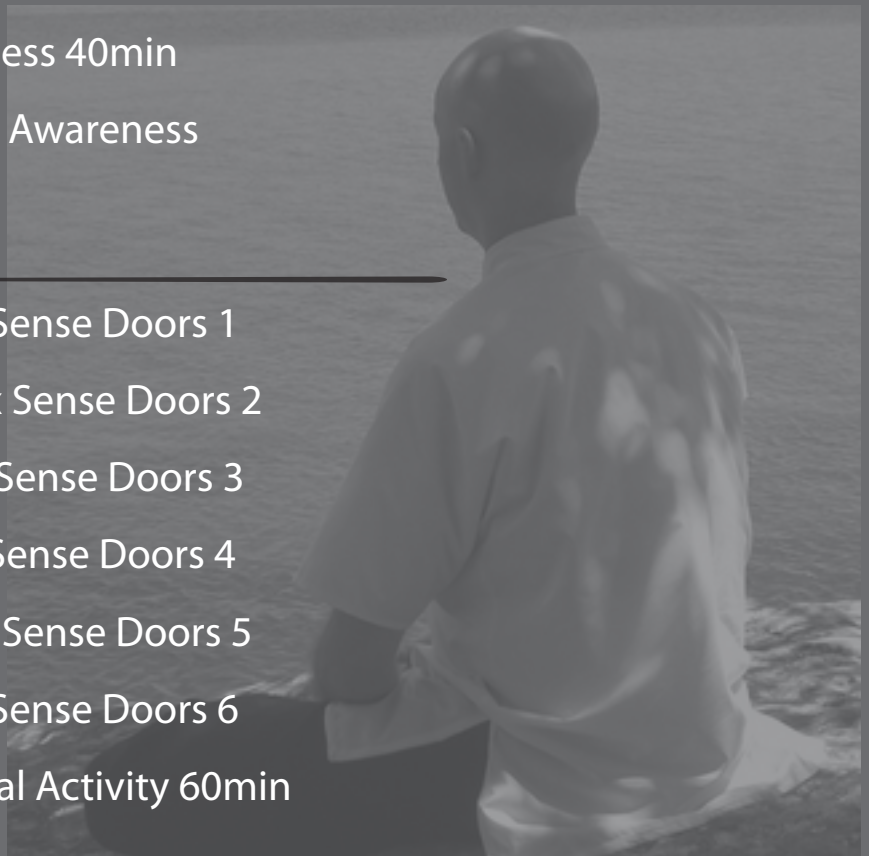 ess 40min
Awareness
Sense Doors 1
Sense Doors 2
Sense Doors 3
Sense Doors 4
Sense Doors 5
Sense Doors 6
al Activity 60min